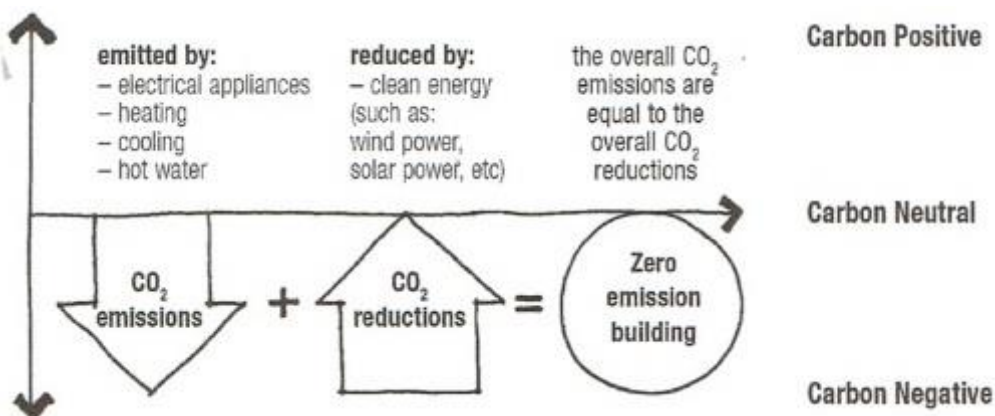 emitted by:
– electrical appliances
– heating
– cooling
– hot water
reduced by:
– clean energy
(such as:
wind power,
solar power, etc)
the overall CO₂
emissions are
equal to the
overall CO₂
reductions
Carbon Positive
Carbon Neutral
CO₂
emissions
+
CO₂
reductions
=
Zero
emission
building
Carbon Negative